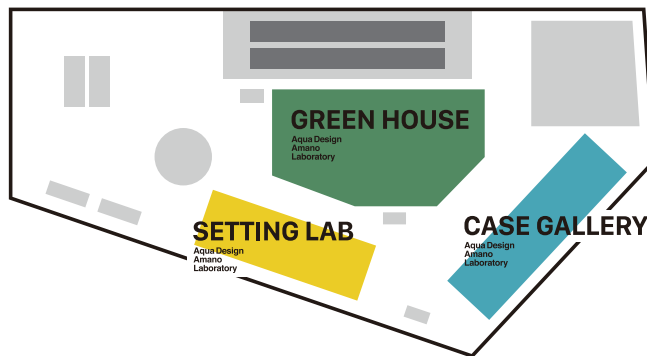 GREEN HOUSE
Aqua Design
Amano
Laboratory
SETTING LAB
Aqua Design
Amano
Laboratory
CASE GALLERY
Aqua Design
Amano
Laboratory